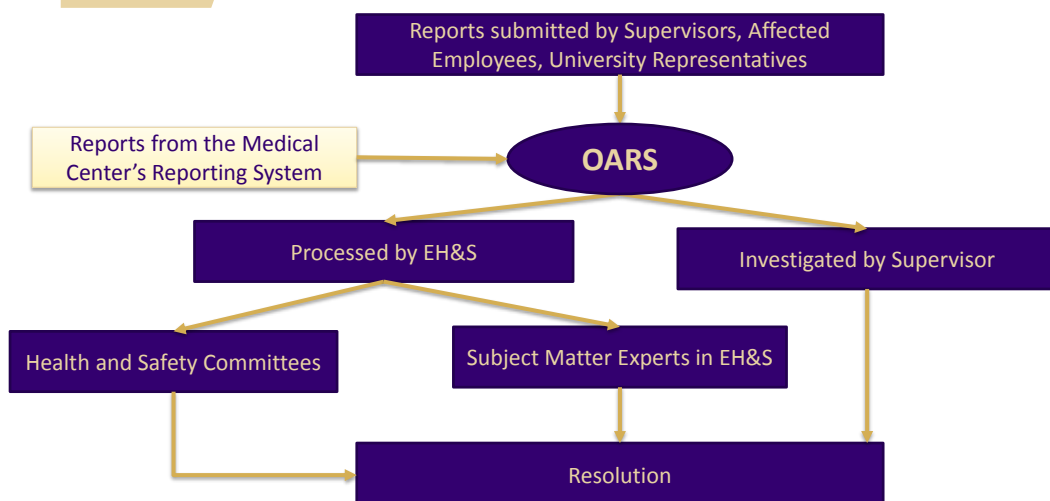 Reports submitted by Supervisors, Affected
Employees, University Representatives
Reports from the Medical
Center's Reporting System
OARS
Processed by EH&S
Investigated by Supervisor
Health and Safety Committees
Subject Matter Experts in EH&S
Resolution